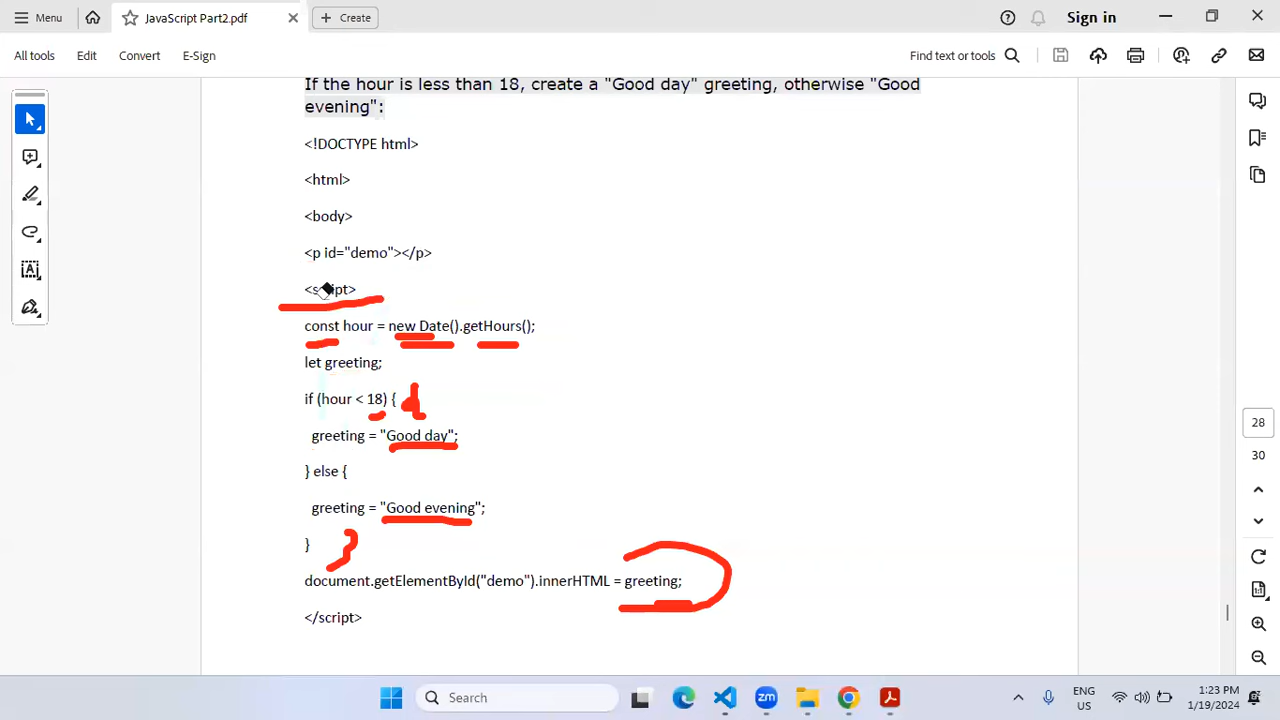 Menu
JavaScript Part2.pdf
Create
Sign in
All tools
Edit
Convert
E-Sign
Find text or tools
If the hour is less than 18, create a "Good day" greeting, otherwise "Good
evening":
<!DOCTYPE html>
<html>
<body>
<p id="demo"></p>
<script>
const hour = new Date().getHours();
let greeting;
if (hour < 18) {
greeting = "Good day";
} else {
greeting = "Good evening";
}
document.getElementById("demo").innerHTML = greeting;
</script>
28
30
Search
zm
ENG
US
1:23 PM
1/19/2024